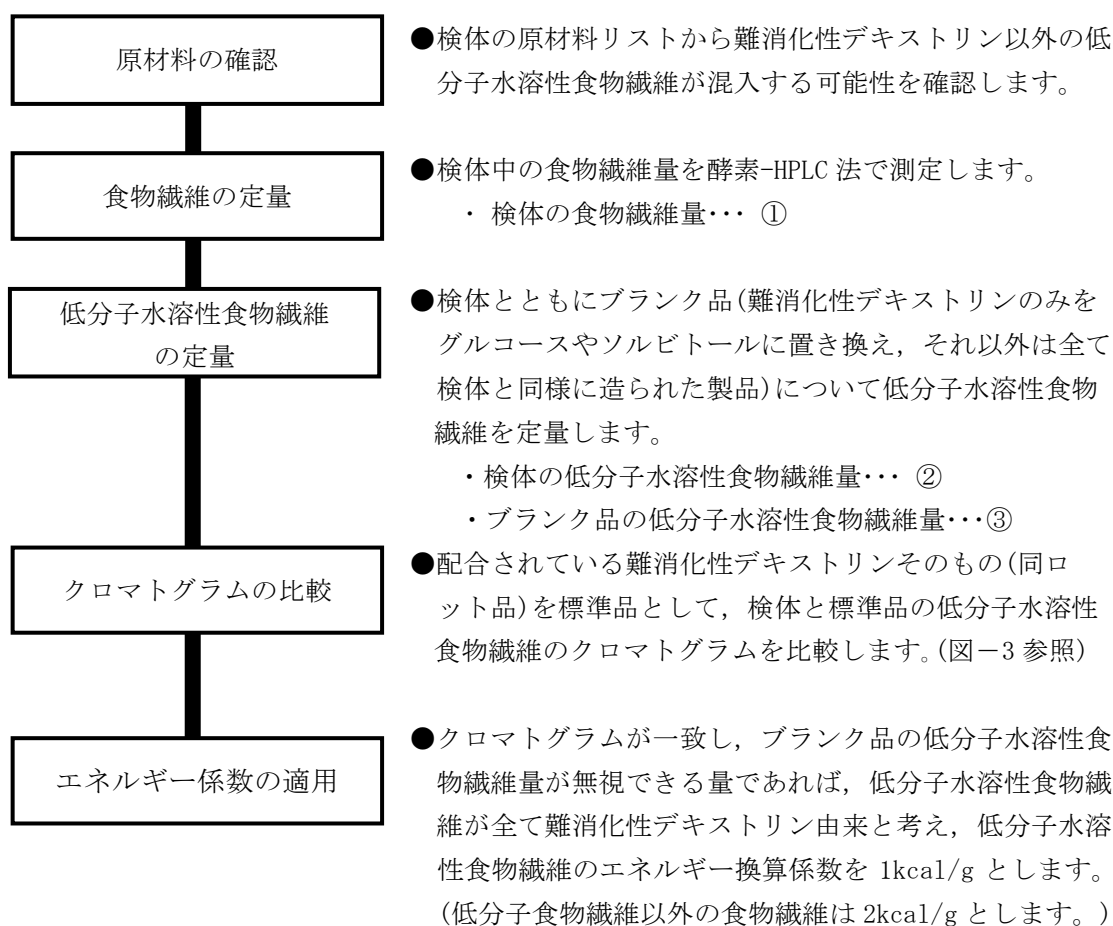 原材料の確認
●検体の原材料リストから難消化性デキストリン以外の低
分子水溶性食物繊維が混入する可能性を確認します。
食物繊維の定量
●検体中の食物繊維量を酵素-HPLC 法で測定します。
・ 検体の食物繊維量･･･ ①
低分子水溶性食物繊維
の定量
●検体とともにブランク品(難消化性デキストリンのみを
グルコースやソルビトールに置き換え，それ以外は全て
検体と同様に造られた製品)について低分子水溶性食物
繊維を定量します。
・検体の低分子水溶性食物繊維量･･･ ②
・ブランク品の低分子水溶性食物繊維量･･･③
クロマトグラムの比較
●配合されている難消化性デキストリンそのもの(同ロ
ット品)を標準品として，検体と標準品の低分子水溶性
食物繊維のクロマトグラムを比較します。(図－3 参照)
エネルギー係数の適用
●クロマトグラムが一致し，ブランク品の低分子水溶性食
物繊維量が無視できる量であれば，低分子水溶性食物繊
維が全て難消化性デキストリン由来と考え，低分子水溶
性食物繊維のエネルギー換算係数を 1kcal/g とします。
(低分子食物繊維以外の食物繊維は 2kcal/g とします。)